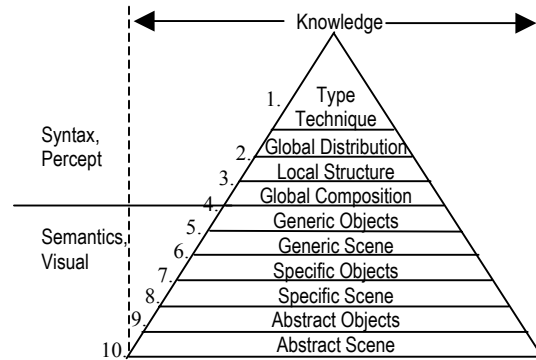 Knowledge
1. Type
Technique
2. Global Distribution
3. Local Structure
4. Global Composition
5. Generic Objects
6. Generic Scene
7. Specific Objects
8. Specific Scene
9. Abstract Objects
10. Abstract Scene
Syntax,
Percept
Semantics,
Visual